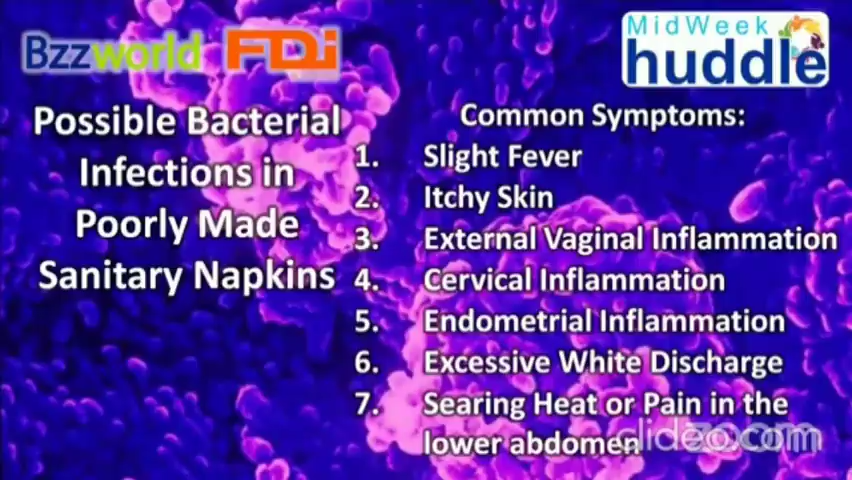 Bzzworld FDi
MidWeek
huddle
Possible Bacterial
Infections in
Poorly Made
Sanitary Napkins
Common Symptoms:
1. Slight Fever
2. Itchy Skin
3. External Vaginal Inflammation
4. Cervical Inflammation
5. Endometrial Inflammation
6. Excessive White Discharge
7. Searing Heat or Pain in the
lower abdomen